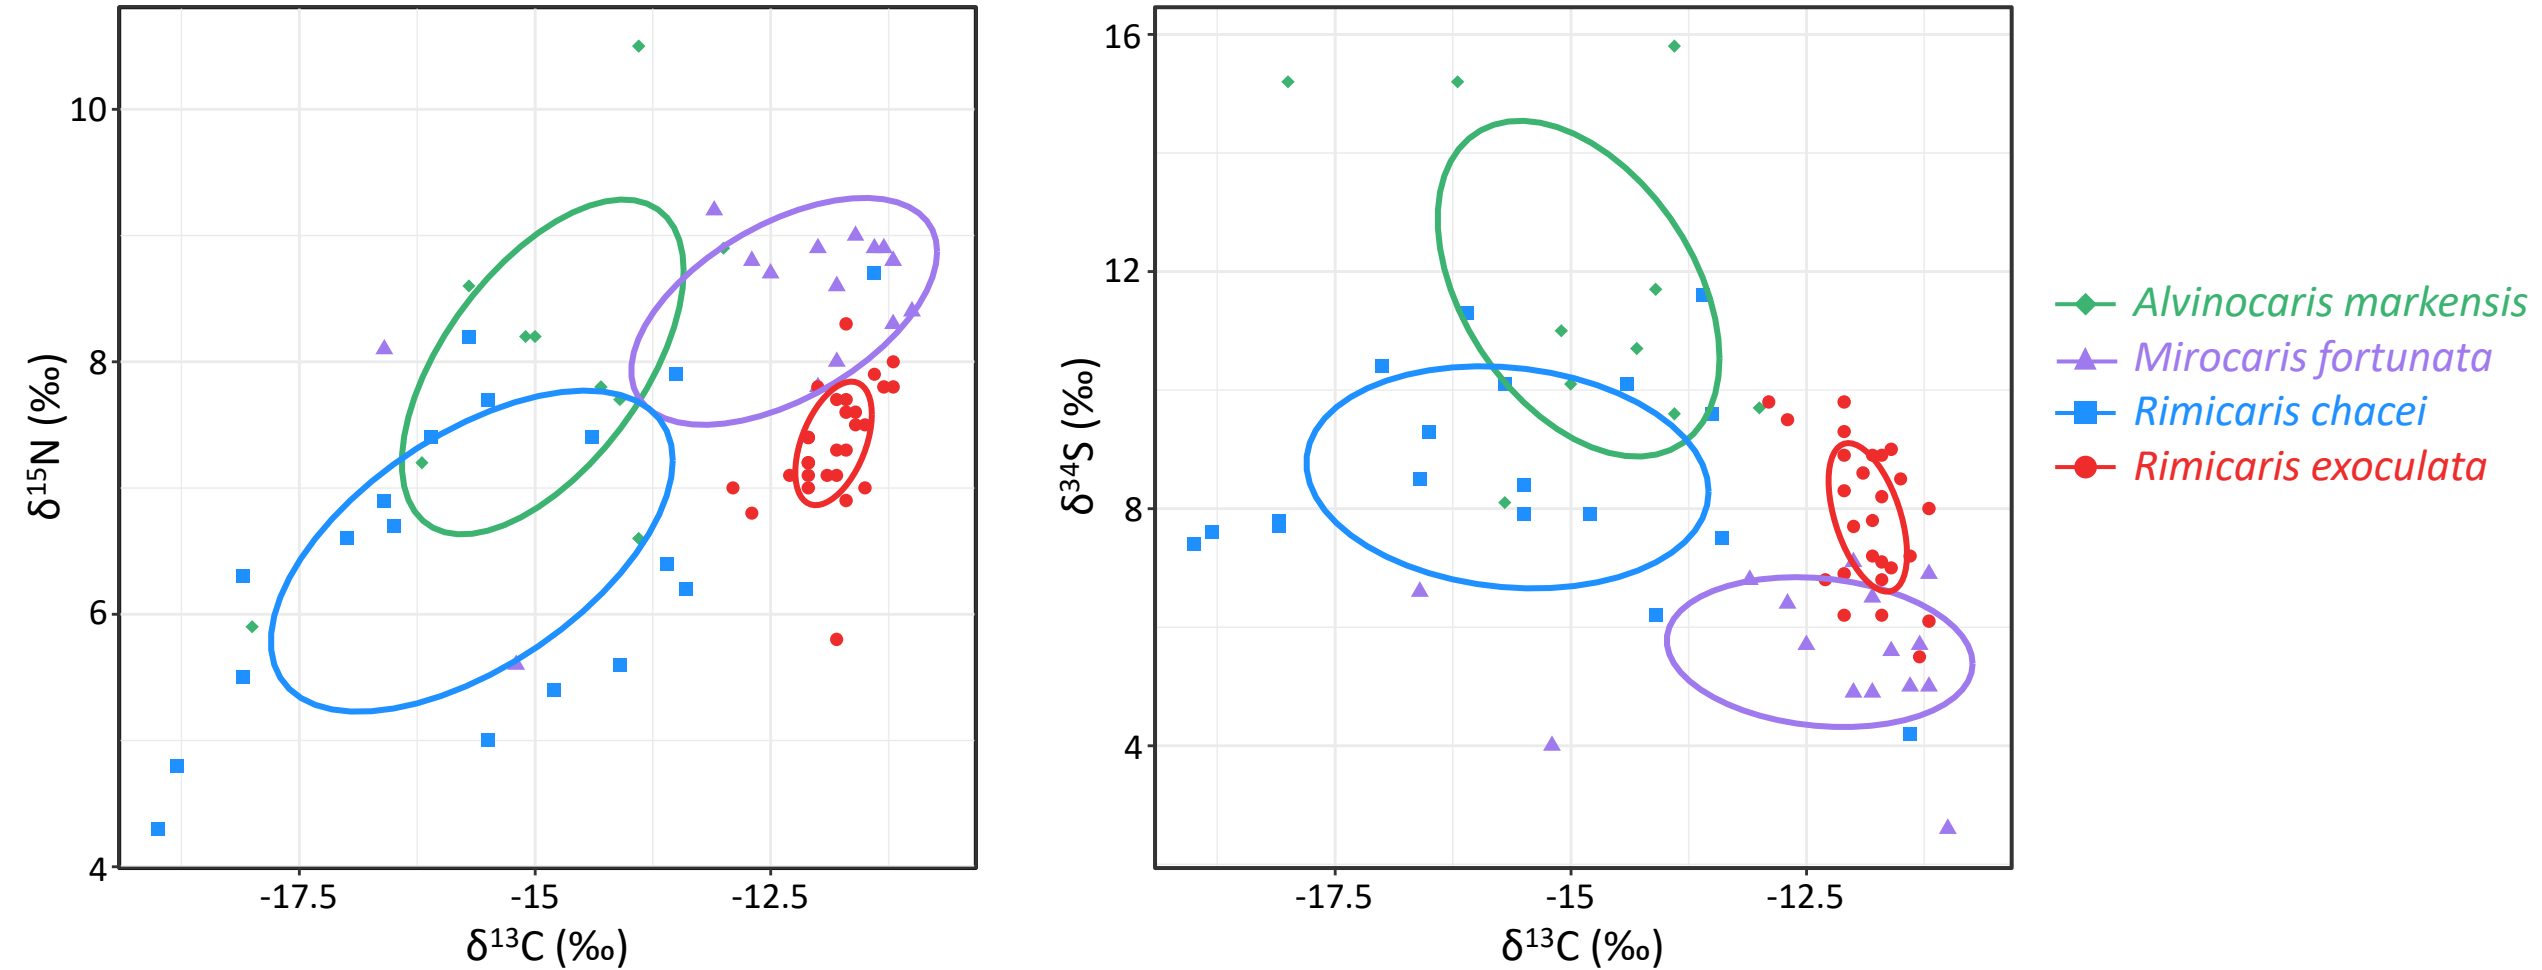 10
8
6
4
δ¹⁵N (‰)
-17.5 -15 -12.5
δ¹³C (‰)
16
12
8
4
δ³⁴S (‰)
-17.5 -15 -12.5
δ¹³C (‰)
Alvinocaris markensis
Mirocaris fortunata
Rimicaris chacei
Rimicaris exoculata